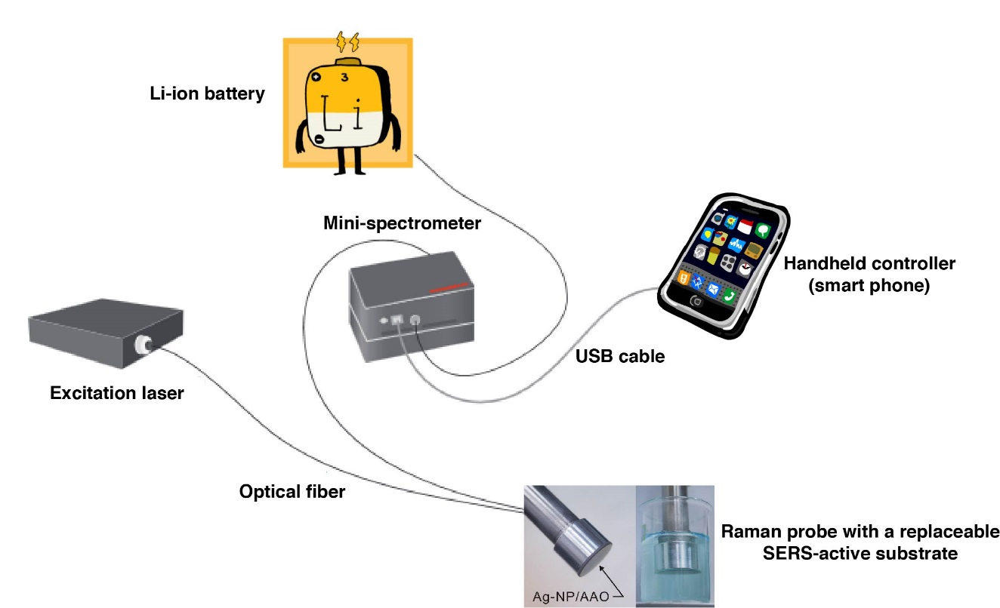 Li-ion battery
3
Li
Mini-spectrometer
Handheld controller
(smart phone)
USB cable
Excitation laser
Optical fiber
Raman probe with a replaceable
SERS-active substrate
Ag-NP/AAO